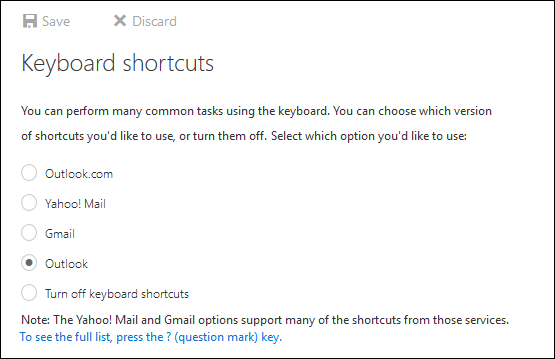 Save Discard
Keyboard shortcuts
You can perform many common tasks using the keyboard. You can choose which version
of shortcuts you'd like to use, or turn them off. Select which option you'd like to use:
Outlook.com
Yahoo! Mail
Gmail
Outlook
Turn off keyboard shortcuts
Note: The Yahoo! Mail and Gmail options support many of the shortcuts from those services.
To see the full list, press the ? (question mark) key.